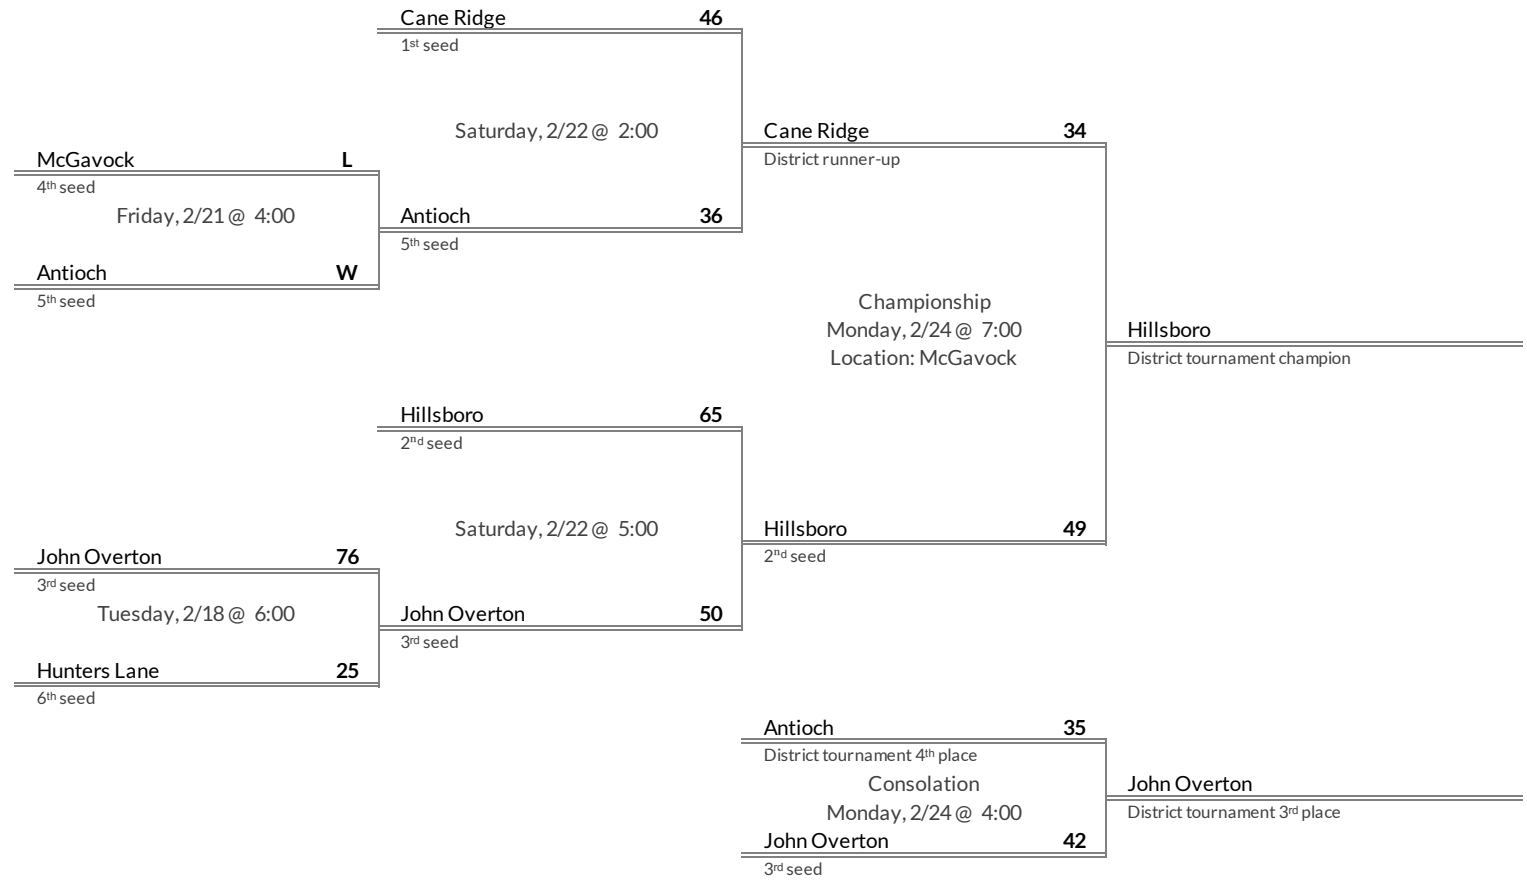 Cane Ridge 46
1st seed
Saturday, 2/22 @ 2:00
Cane Ridge 34
District runner-up
McGavock L
4th seed
Friday, 2/21 @ 4:00
Antioch 36
5th seed
Antioch W
5th seed
Championship
Monday, 2/24 @ 7:00
Location: McGavock
Hillsboro
District tournament champion
Hillsboro 65
2nd seed
Saturday, 2/22 @ 5:00
Hillsboro 49
2nd seed
John Overton 76
3rd seed
Tuesday, 2/18 @ 6:00
John Overton 50
3rd seed
Hunters Lane 25
6th seed
Antioch 35
District tournament 4th place
Consolation
Monday, 2/24 @ 4:00
John Overton
District tournament 3rd place
John Overton 42
3rd seed